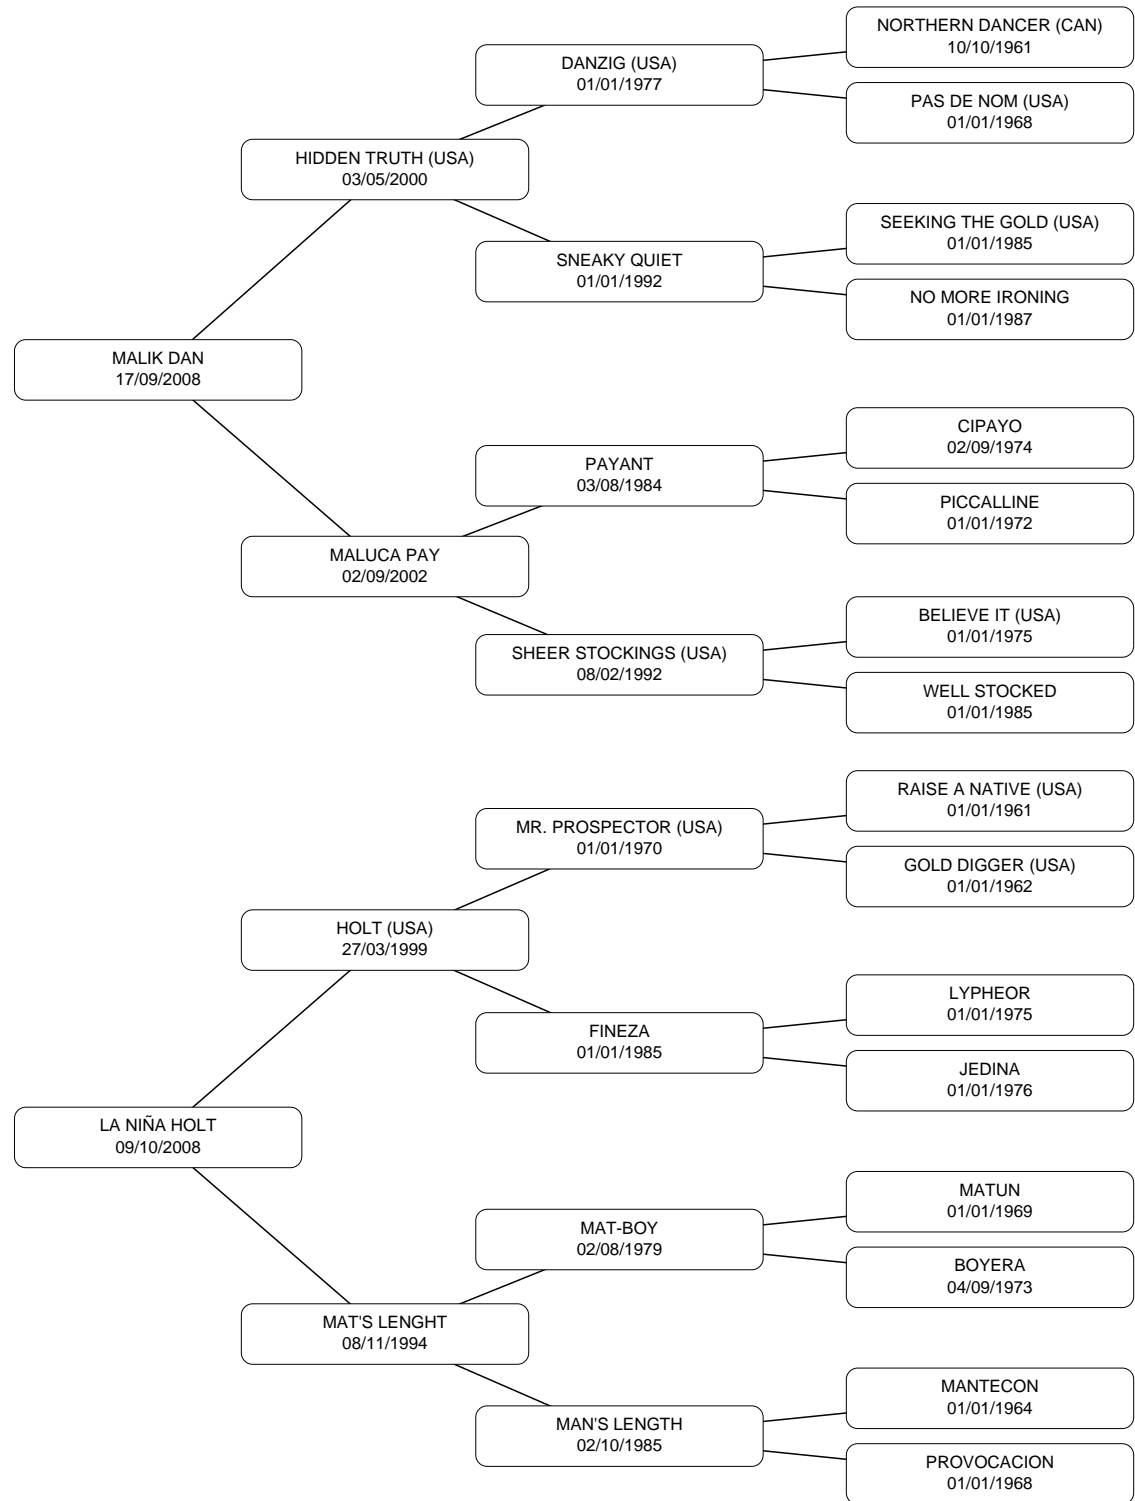 NORTHERN DANCER (CAN)
10/10/1961
DANZIG (USA)
01/01/1977
PAS DE NOM (USA)
01/01/1968
HIDDEN TRUTH (USA)
03/05/2000
SEEKING THE GOLD (USA)
01/01/1985
SNEAKY QUIET
01/01/1992
NO MORE IRONING
01/01/1987
MALIK DAN
17/09/2008
CIPAYO
02/09/1974
PAYANT
03/08/1984
PICCALLINE
01/01/1972
MALUCA PAY
02/09/2002
BELIEVE IT (USA)
01/01/1975
SHEER STOCKINGS (USA)
08/02/1992
WELL STOCKED
01/01/1985
RAISE A NATIVE (USA)
01/01/1961
MR. PROSPECTOR (USA)
01/01/1970
GOLD DIGGER (USA)
01/01/1962
HOLT (USA)
27/03/1999
LYPHEOR
01/01/1975
FINEZA
01/01/1985
JEDINA
01/01/1976
LA NIÑA HOLT
09/10/2008
MATUN
01/01/1969
MAT-BOY
02/08/1979
BOYERA
04/09/1973
MAT'S LENGHT
08/11/1994
MANTECON
01/01/1964
MAN'S LENGTH
02/10/1985
PROVOCACION
01/01/1968